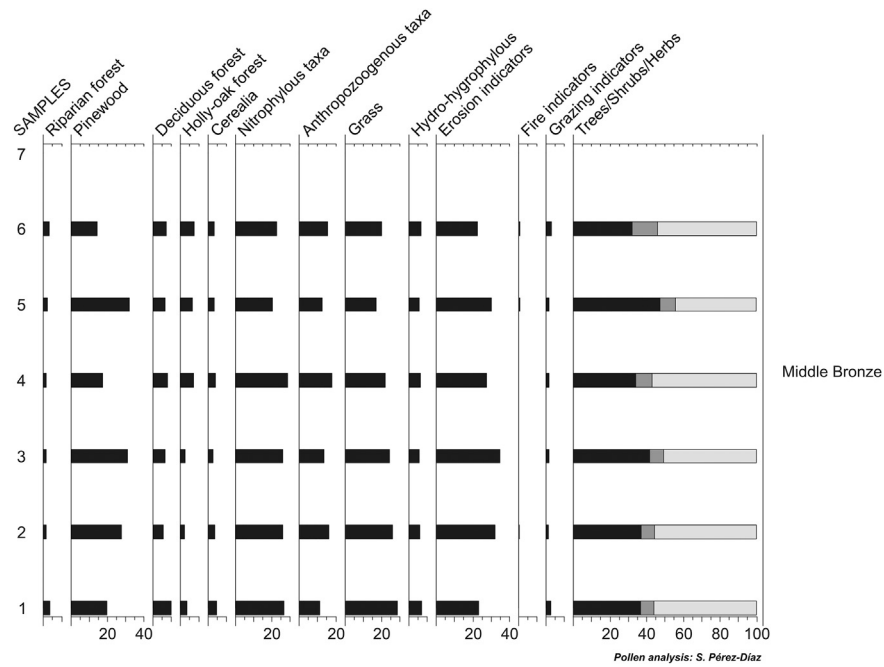 SAMPLES
Riparian forest
Pinewood
Deciduous forest
Holly-oak forest
Cerealia
Nitrophylous taxa
Anthropozoogenous taxa
Grass
Hydro-hygrophylous
Erosion indicators
Fire indicators
Grazing indicators
Trees/Shrubs/Herbs
7
6
5
4
3
2
1
Middle Bronze
20 40 20 20 20 20 40 20 40 60 80 100
Pollen analysis: S. Pérez-Díaz